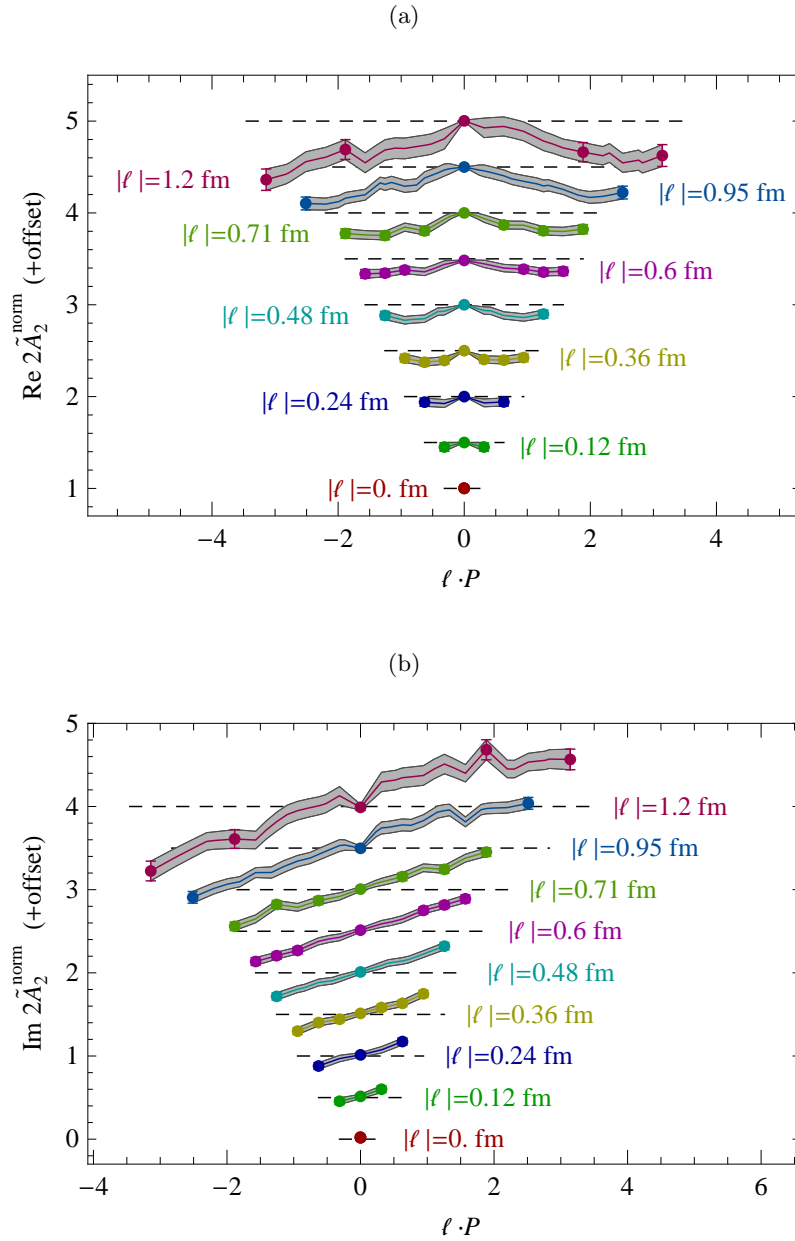 (a)
Re 2Ã₂ⁿᵒʳᵐ (+offset)
5
4
3
2
1
|ℓ|=1.2 fm
|ℓ|=0.95 fm
|ℓ|=0.71 fm
|ℓ|=0.6 fm
|ℓ|=0.48 fm
|ℓ|=0.36 fm
|ℓ|=0.24 fm
|ℓ|=0.12 fm
|ℓ|=0. fm
−4 −2 0 2 4
ℓ·P
(b)
Im 2Ã₂ⁿᵒʳᵐ (+offset)
5
4
3
2
1
0
|ℓ|=1.2 fm
|ℓ|=0.95 fm
|ℓ|=0.71 fm
|ℓ|=0.6 fm
|ℓ|=0.48 fm
|ℓ|=0.36 fm
|ℓ|=0.24 fm
|ℓ|=0.12 fm
|ℓ|=0. fm
−4 −2 0 2 4 6
ℓ·P